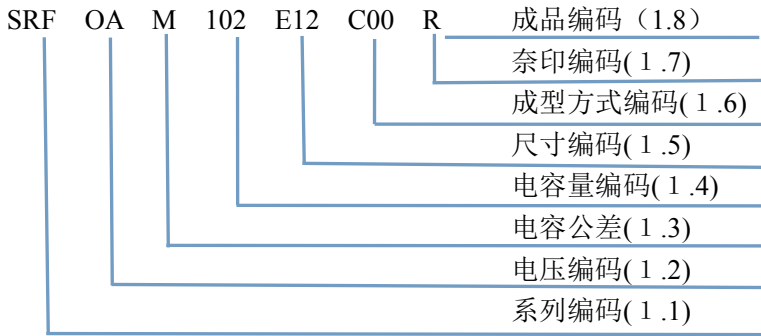 SRF OA M 102 E12 C00 R 成品编码（1.8）
奈印编码(１.7)
成型方式编码(１.6)
尺寸编码(１.5)
电容量编码(１.4)
电容公差(１.3)
电压编码(１.2)
系列编码(１.1)